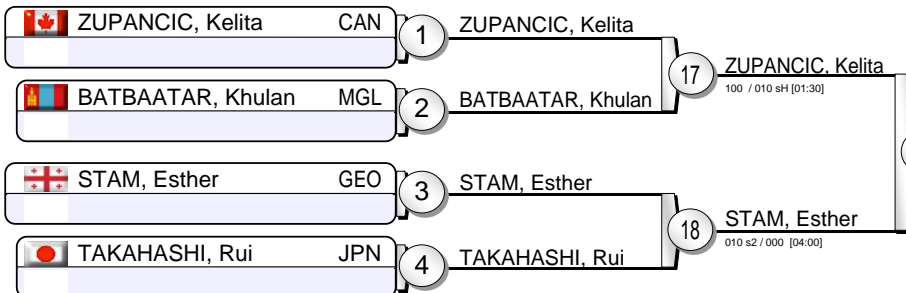 ZUPANCIC, Kelita CAN
1
ZUPANCIC, Kelita
BATBAATAR, Khulan MGL
2
BATBAATAR, Khulan
17
ZUPANCIC, Kelita
100 / 010 sH [01:30]
STAM, Esther GEO
3
STAM, Esther
TAKAHASHI, Rui JPN
4
TAKAHASHI, Rui
18
STAM, Esther
010 s2 / 000 [04:00]